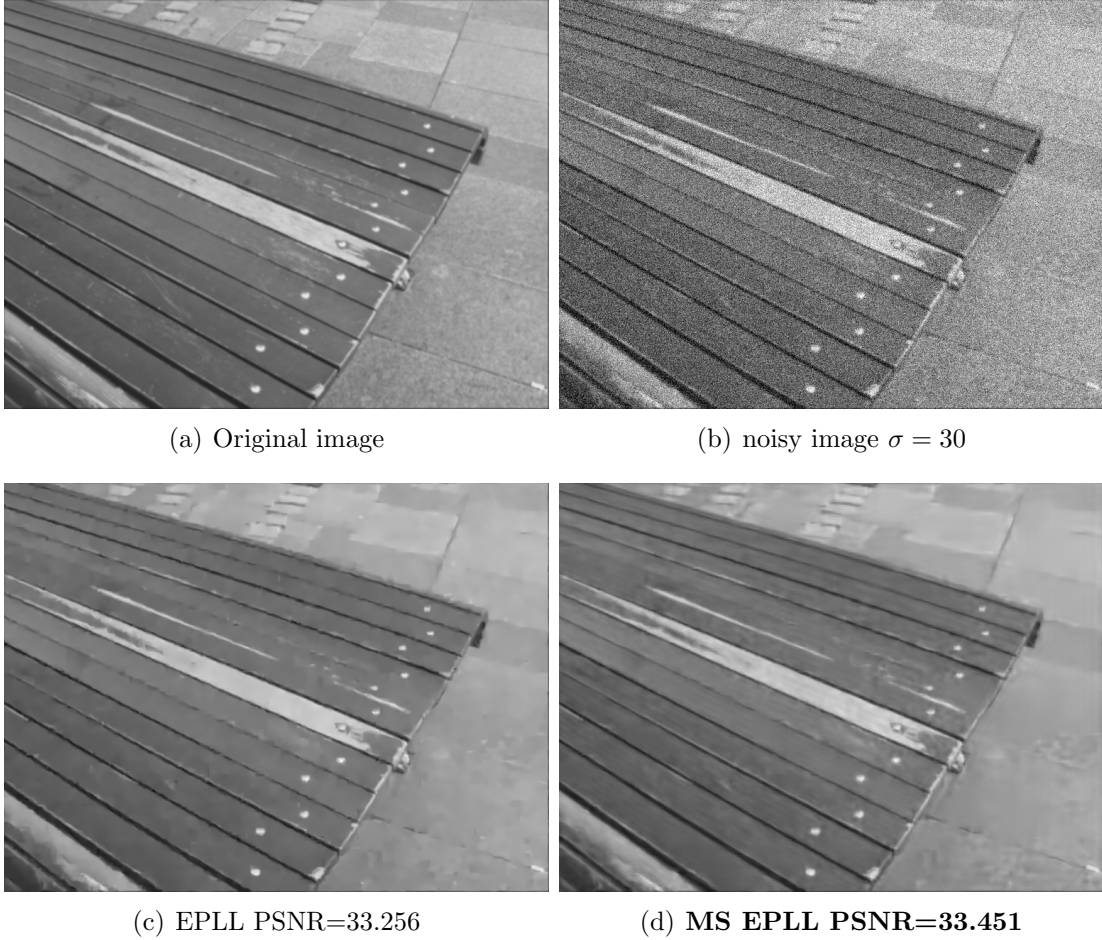 (a) Original image
(b) noisy image σ = 30
(c) EPLL PSNR=33.256
(d) MS EPLL PSNR=33.451